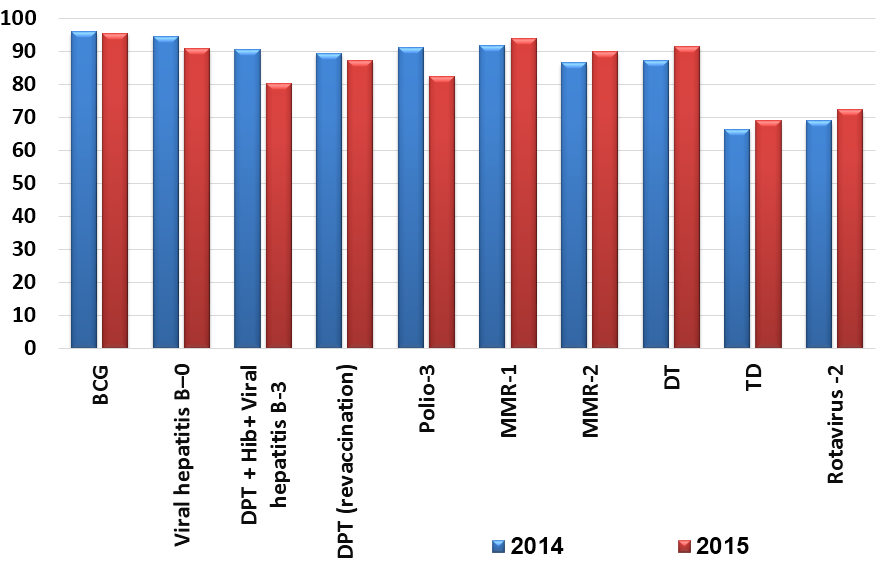 100
90
80
70
60
50
40
30
20
10
0
BCG
Viral hepatitis B–0
DPT + Hib+ Viral
hepatitis B-3
DPT (revaccination)
Polio-3
MMR-1
MMR-2
DT
TD
Rotavirus -2
2014
2015